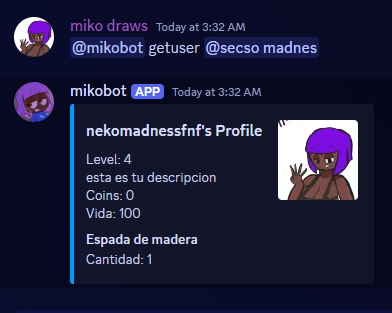 miko draws Today at 3:32 AM
@mikobot getuser @secso madnes
mikobot APP Today at 3:32 AM
nekomadnessfnf's Profile
Level: 4
esta es tu descripcion
Coins: 0
Vida: 100
Espada de madera
Cantidad: 1